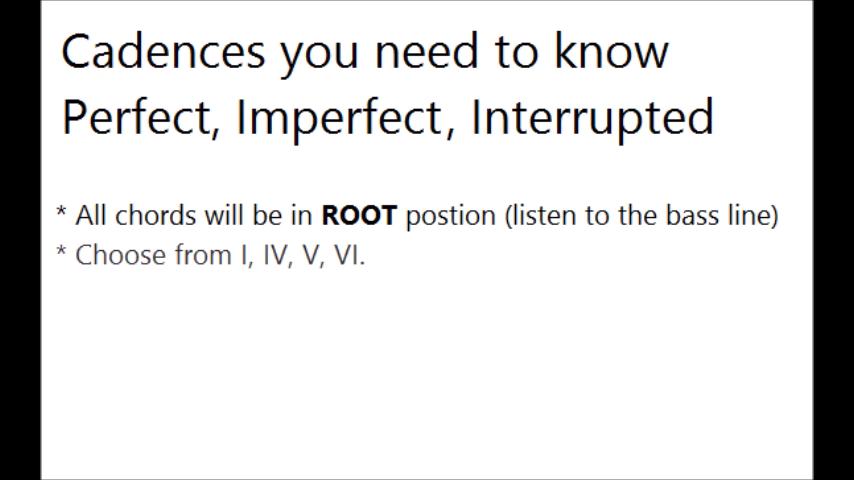 Cadences you need to know
Perfect, Imperfect, Interrupted
* All chords will be in ROOT postion (listen to the bass line)
* Choose from I, IV, V, VI.